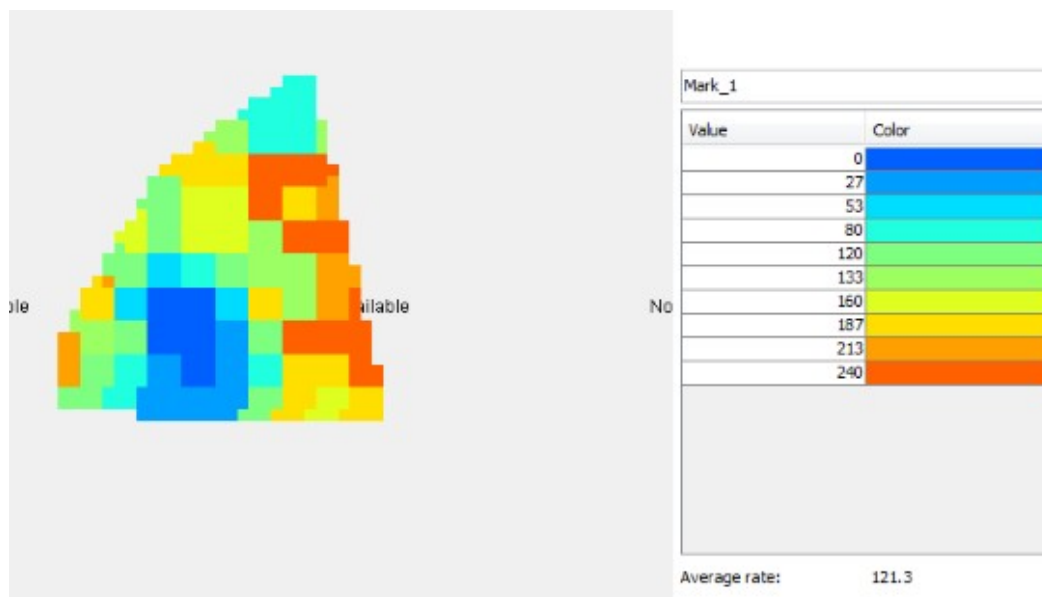 Mark_1
Value Color
0
27
53
80
120
133
160
187
213
240
ble ailable No
Average rate: 121.3